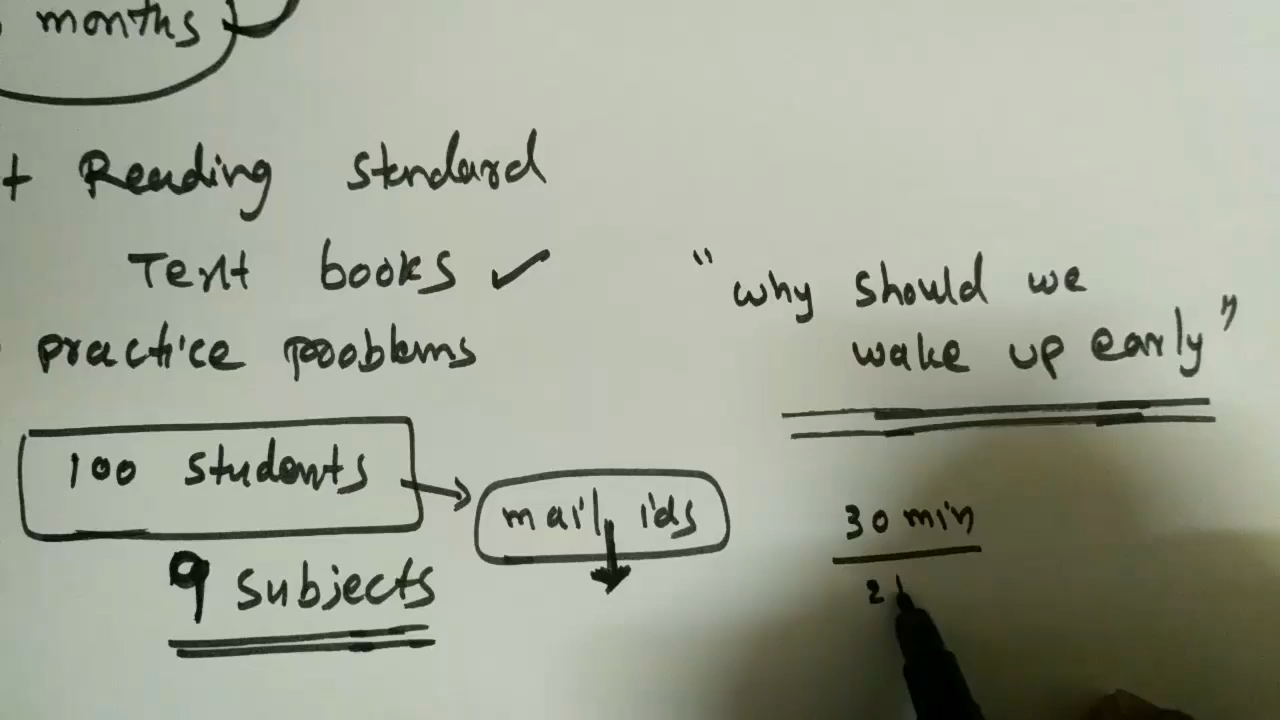 months
+ Reading standard
Text books ✓
practice problems
100 students → mail ids
9 subjects
"why should we
wake up early"
30 min
2